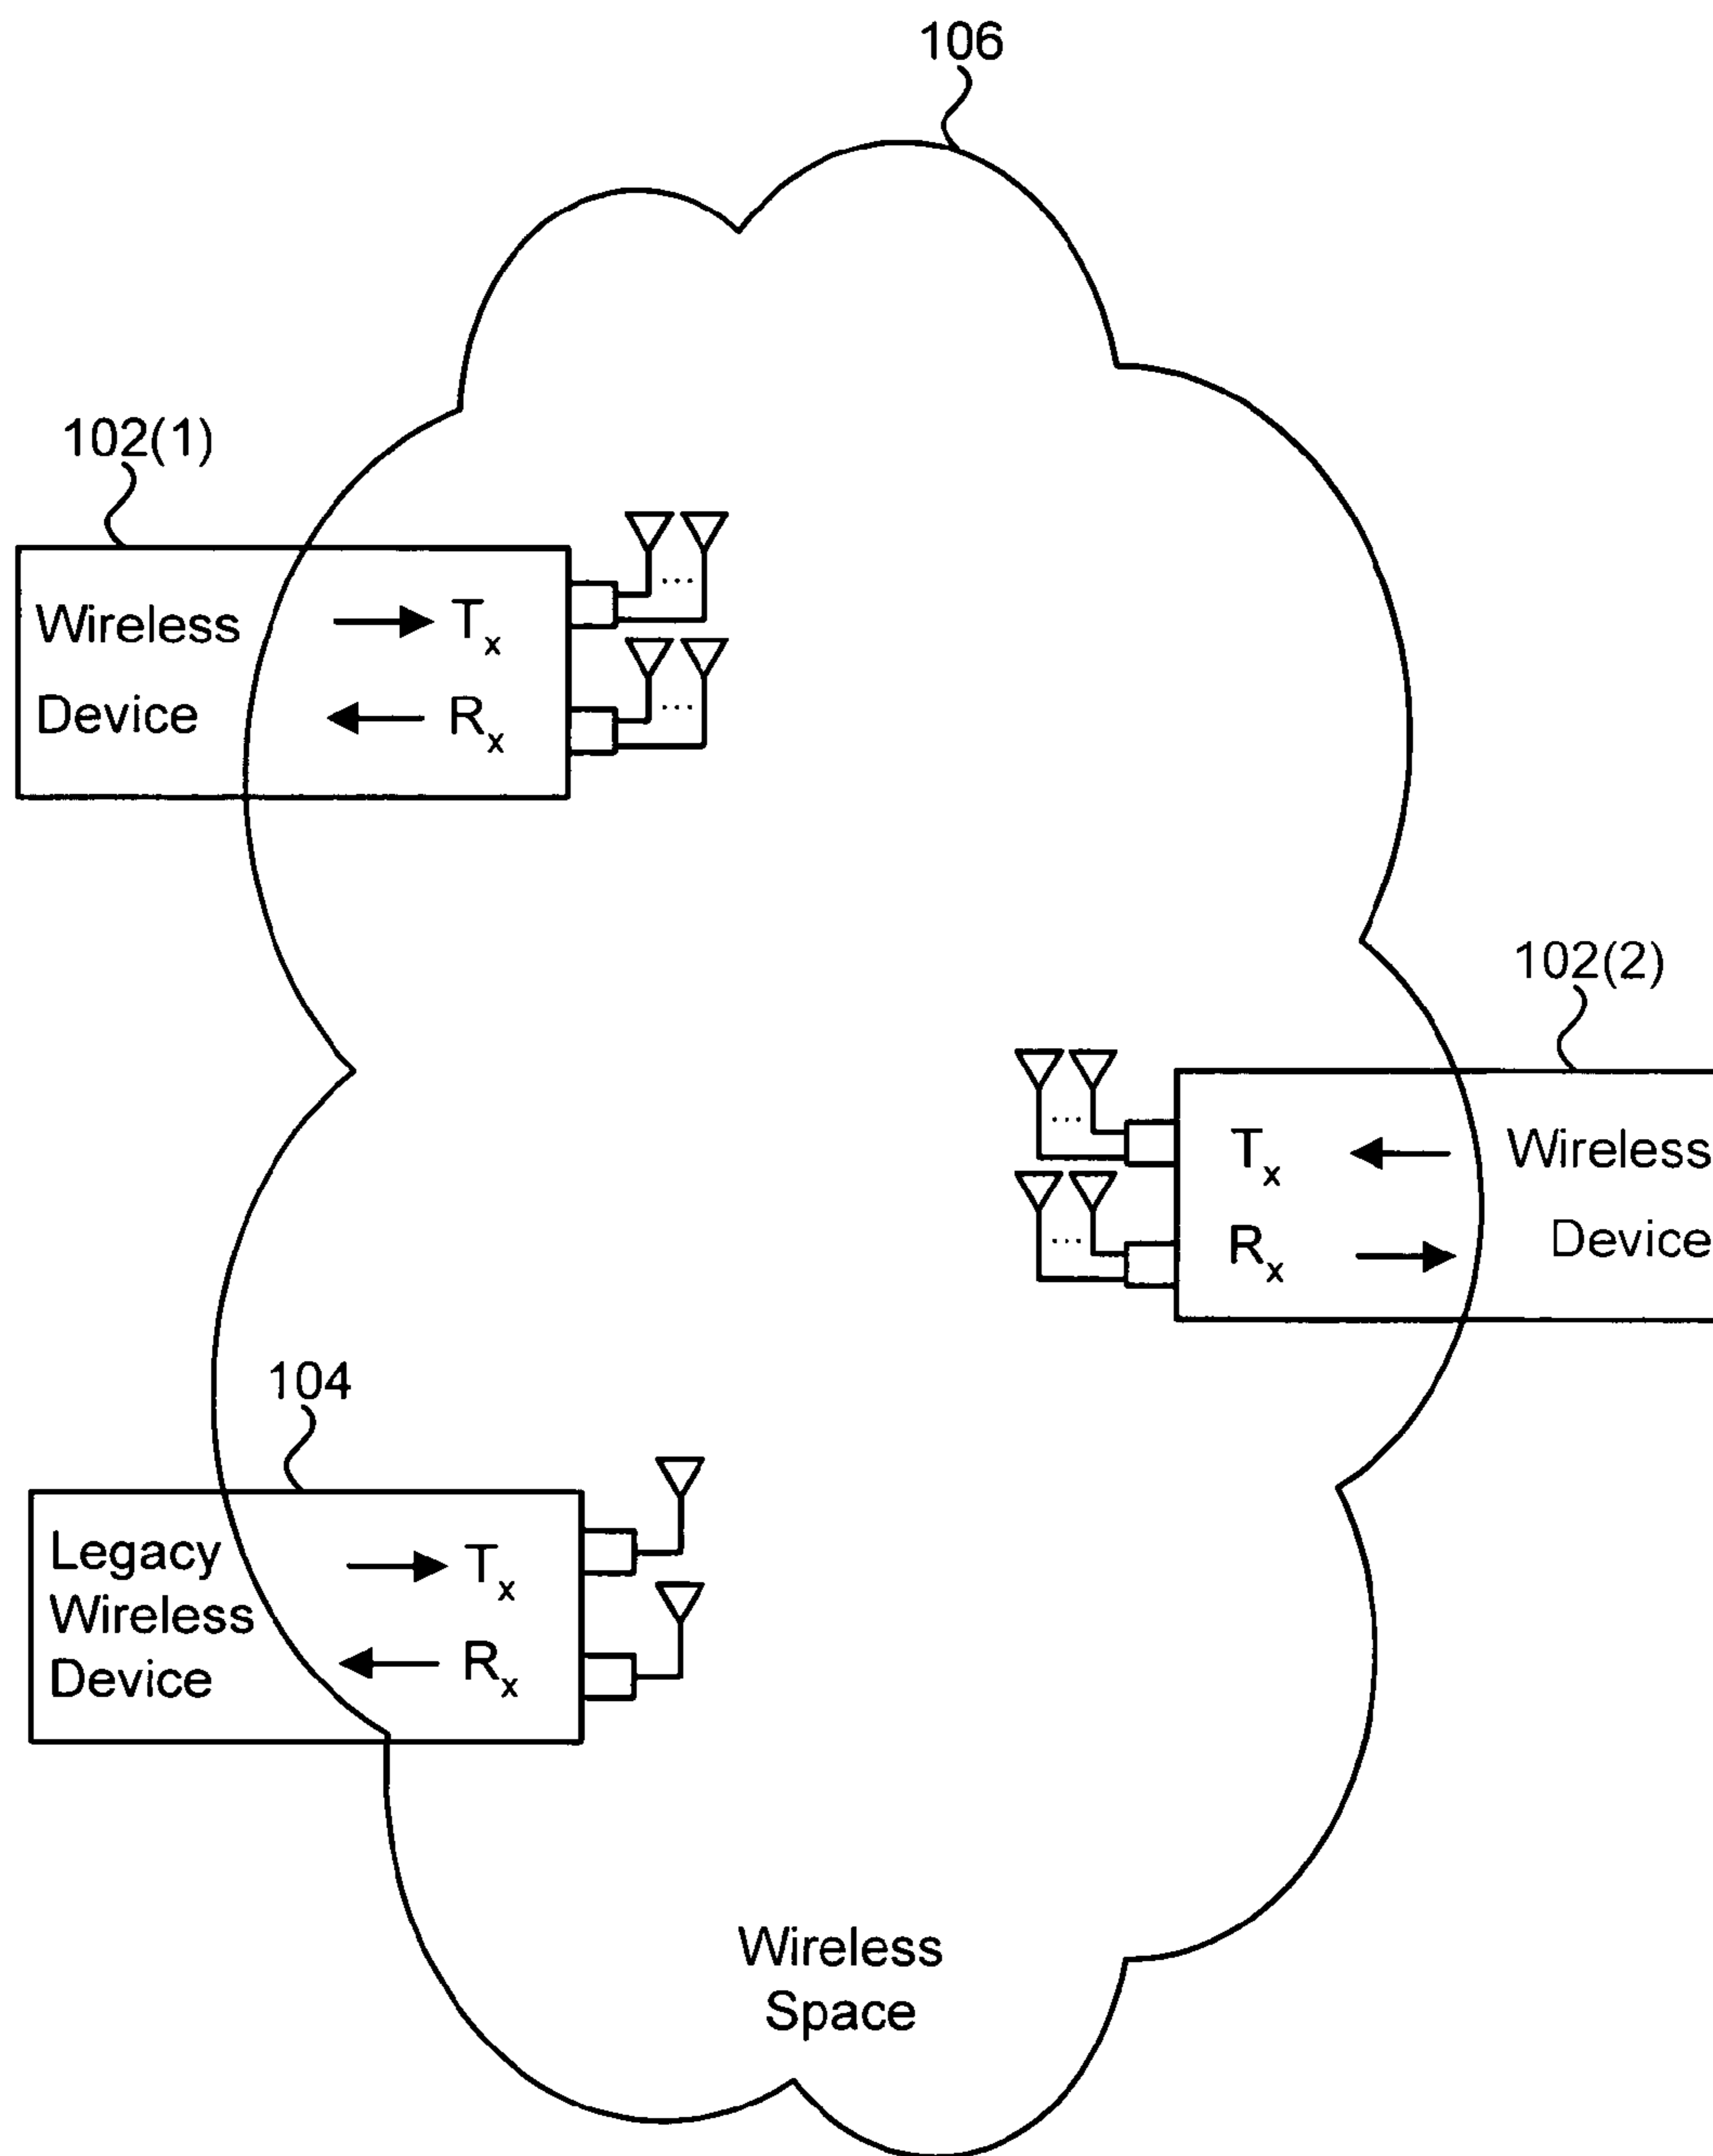 106
102(1)
Wireless
Device
Tx
Rx
...
...
102(2)
...
...
Tx
Rx
Wireless
Device
104
Legacy
Wireless
Device
Tx
Rx
Wireless
Space